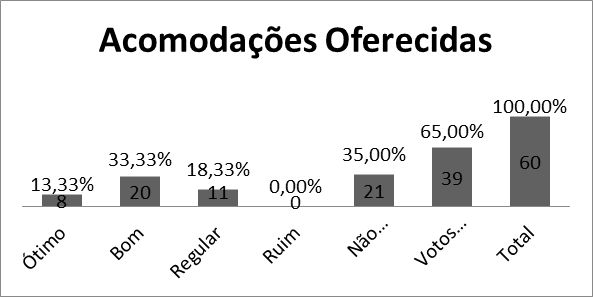 Acomodações Oferecidas
13,33%
8
33,33%
20
18,33%
11
0,00%
0
35,00%
21
65,00%
39
100,00%
60
Ótimo
Bom
Regular
Ruim
Não...
Votos...
Total